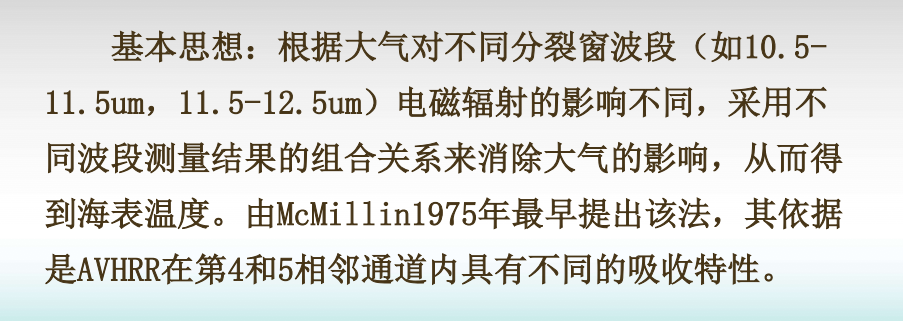 基本思想：根据大气对不同分裂窗波段（如10.5-
11.5um，11.5-12.5um）电磁辐射的影响不同，采用不
同波段测量结果的组合关系来消除大气的影响，从而得
到海表温度。由McMillin1975年最早提出该法，其依据
是AVHRR在第4和5相邻通道内具有不同的吸收特性。